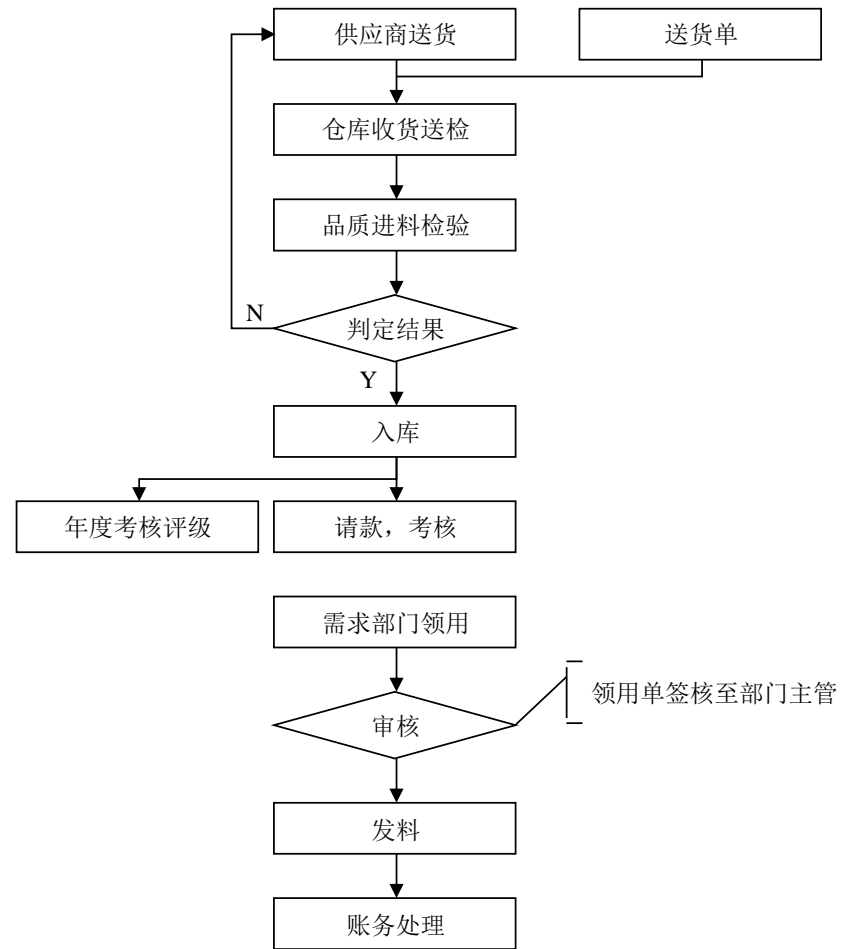 供应商送货
送货单
仓库收货送检
品质进料检验
N
判定结果
Y
入库
年度考核评级
请款，考核
需求部门领用
领用单签核至部门主管
审核
发料
账务处理